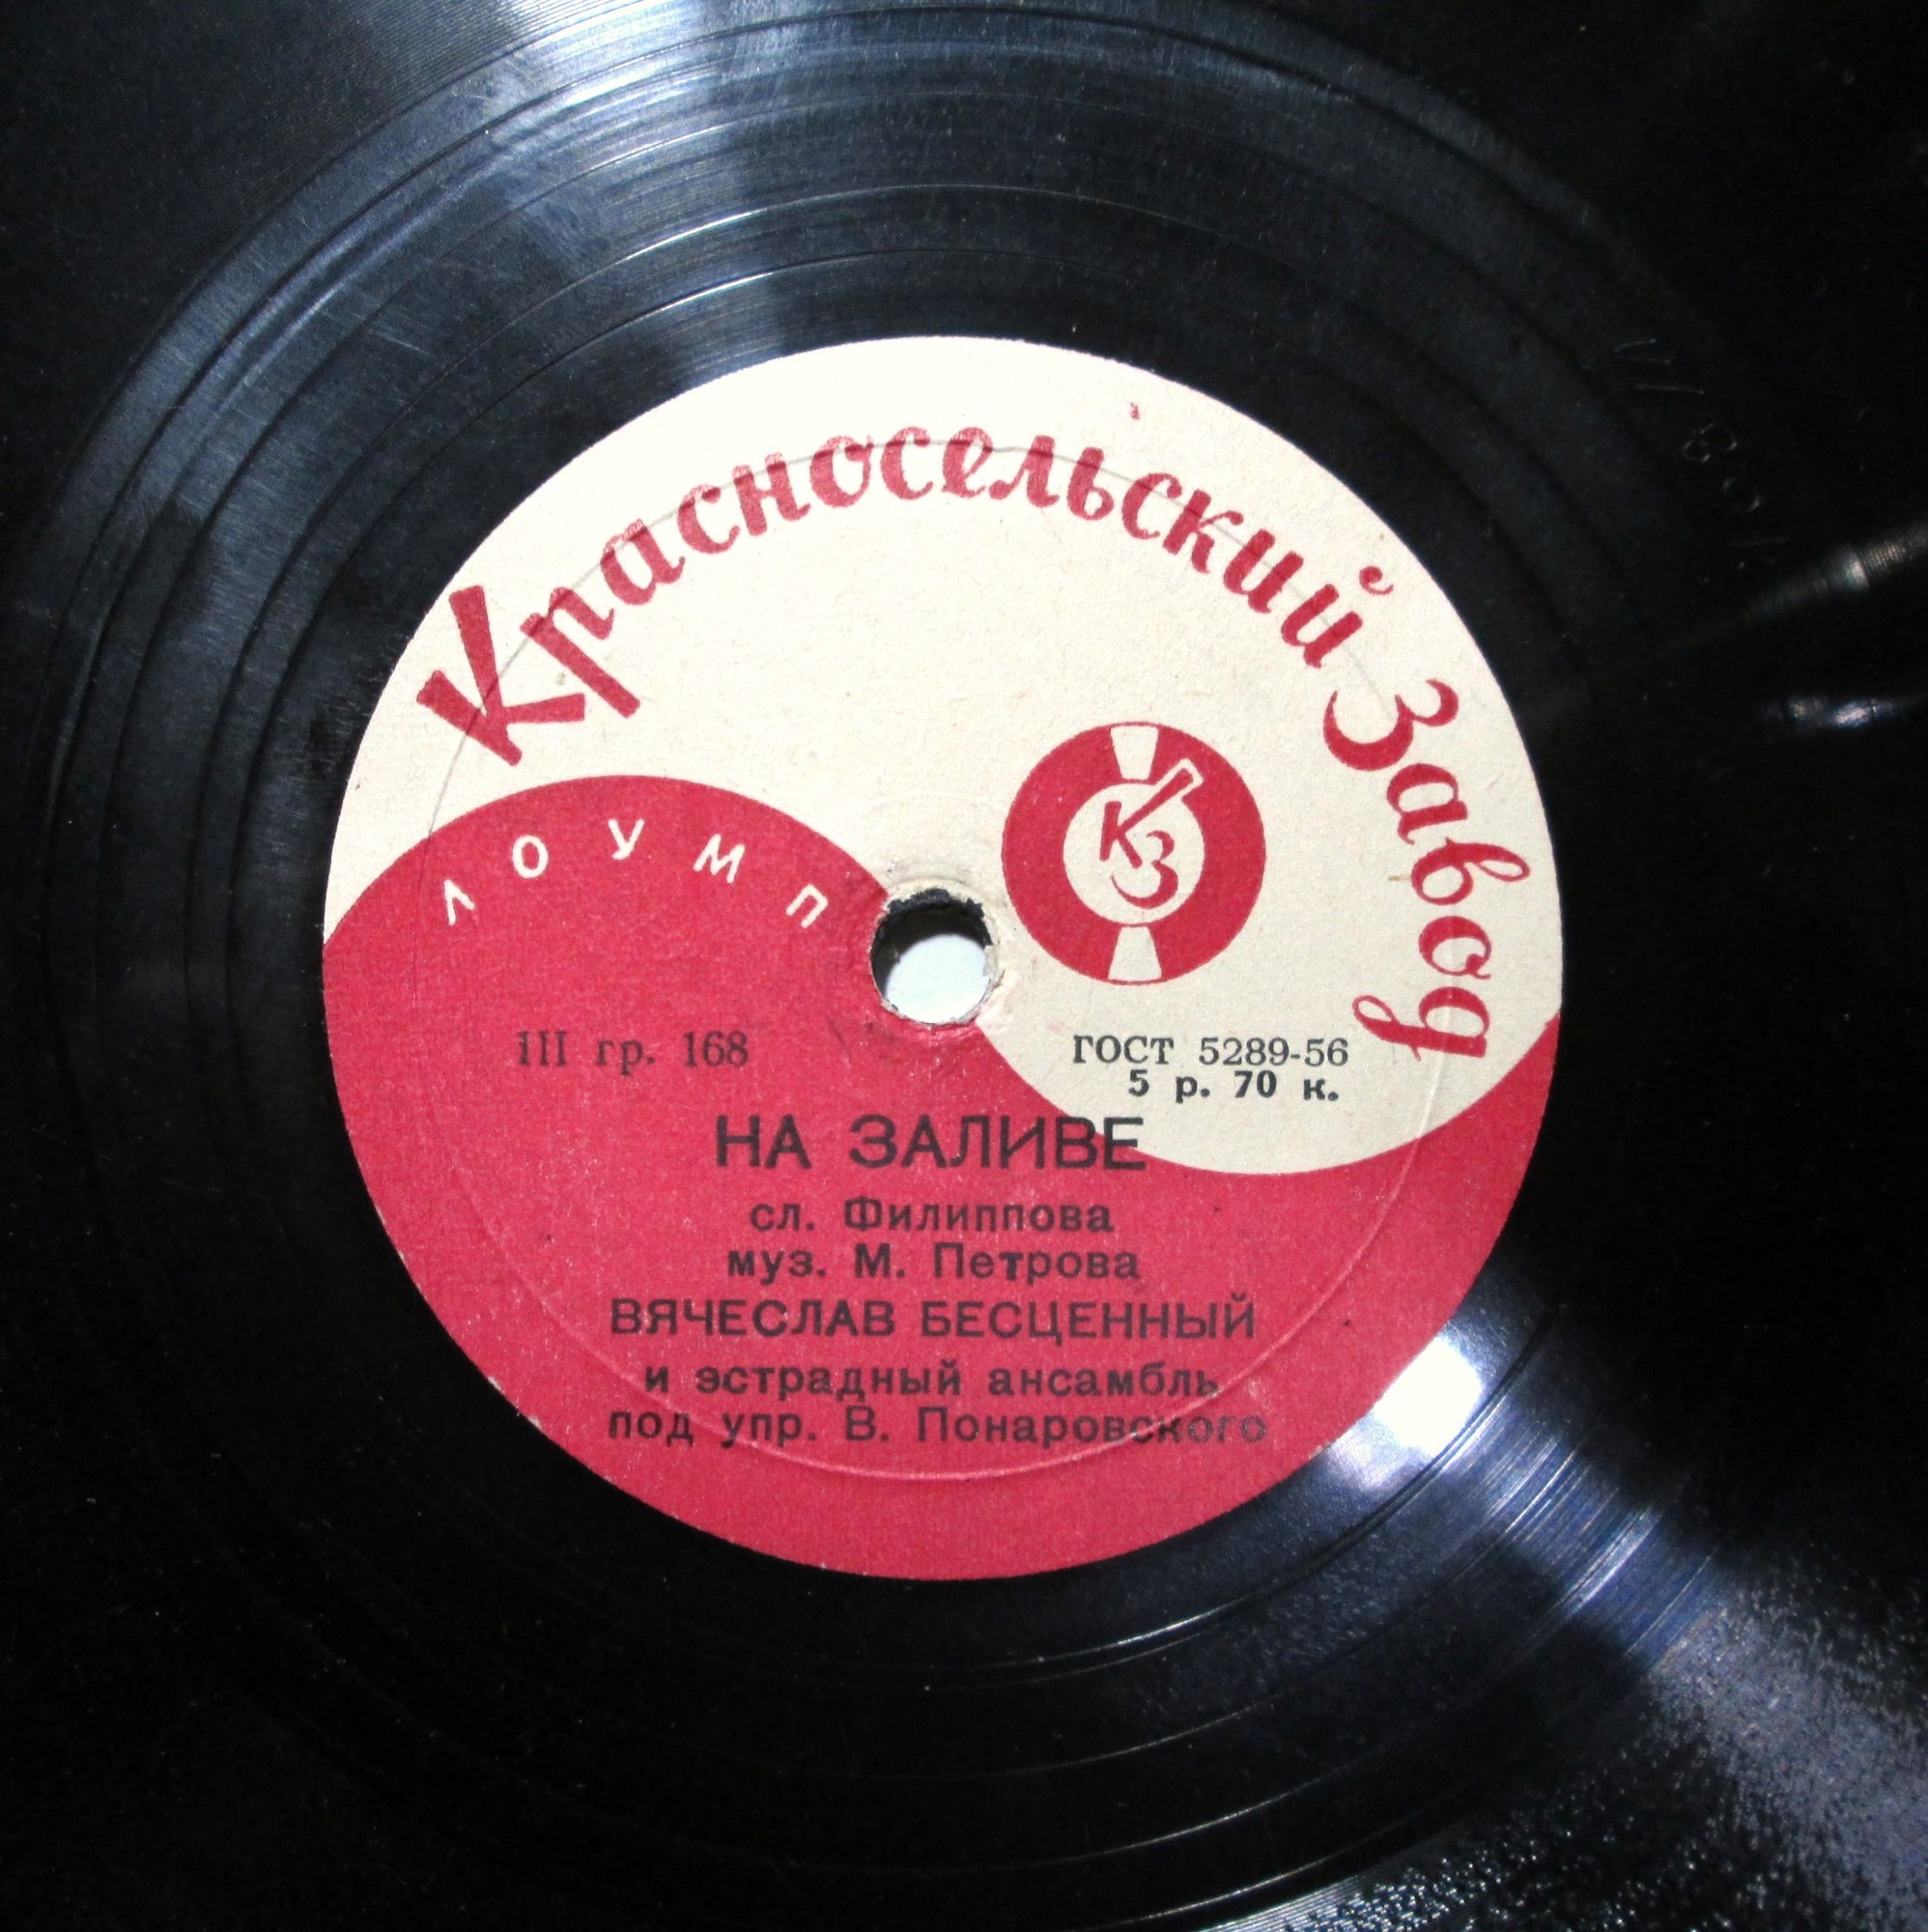 Красносельский Завод
ЛОУМП
КЗ
III гр. 168
ГОСТ 5289-56
5 р. 70 к.
НА ЗАЛИВЕ
сл. Филиппова
муз. М. Петрова
ВЯЧЕСЛАВ БЕСЦЕННЫЙ
и эстрадный ансамбль
под упр. В. Понаровского